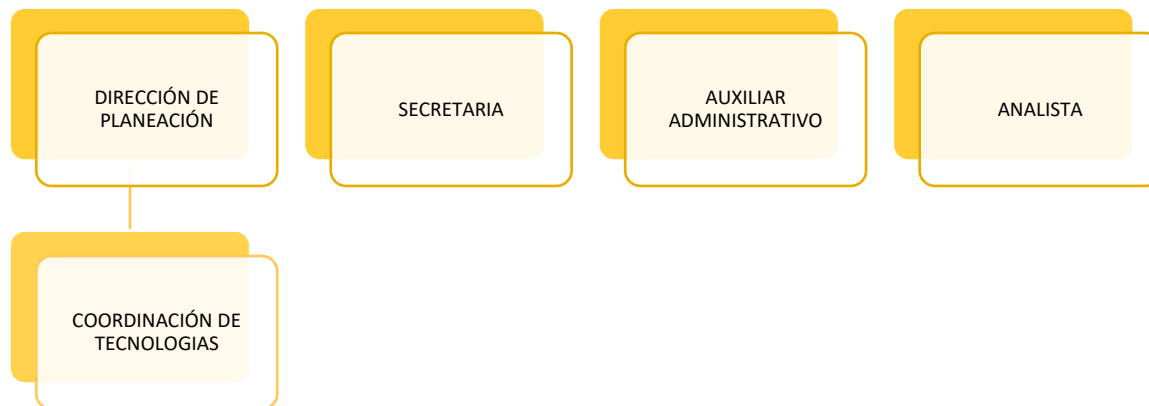 DIRECCIÓN DE
PLANEACIÓN
SECRETARIA
AUXILIAR
ADMINISTRATIVO
ANALISTA
COORDINACIÓN DE
TECNOLOGIAS